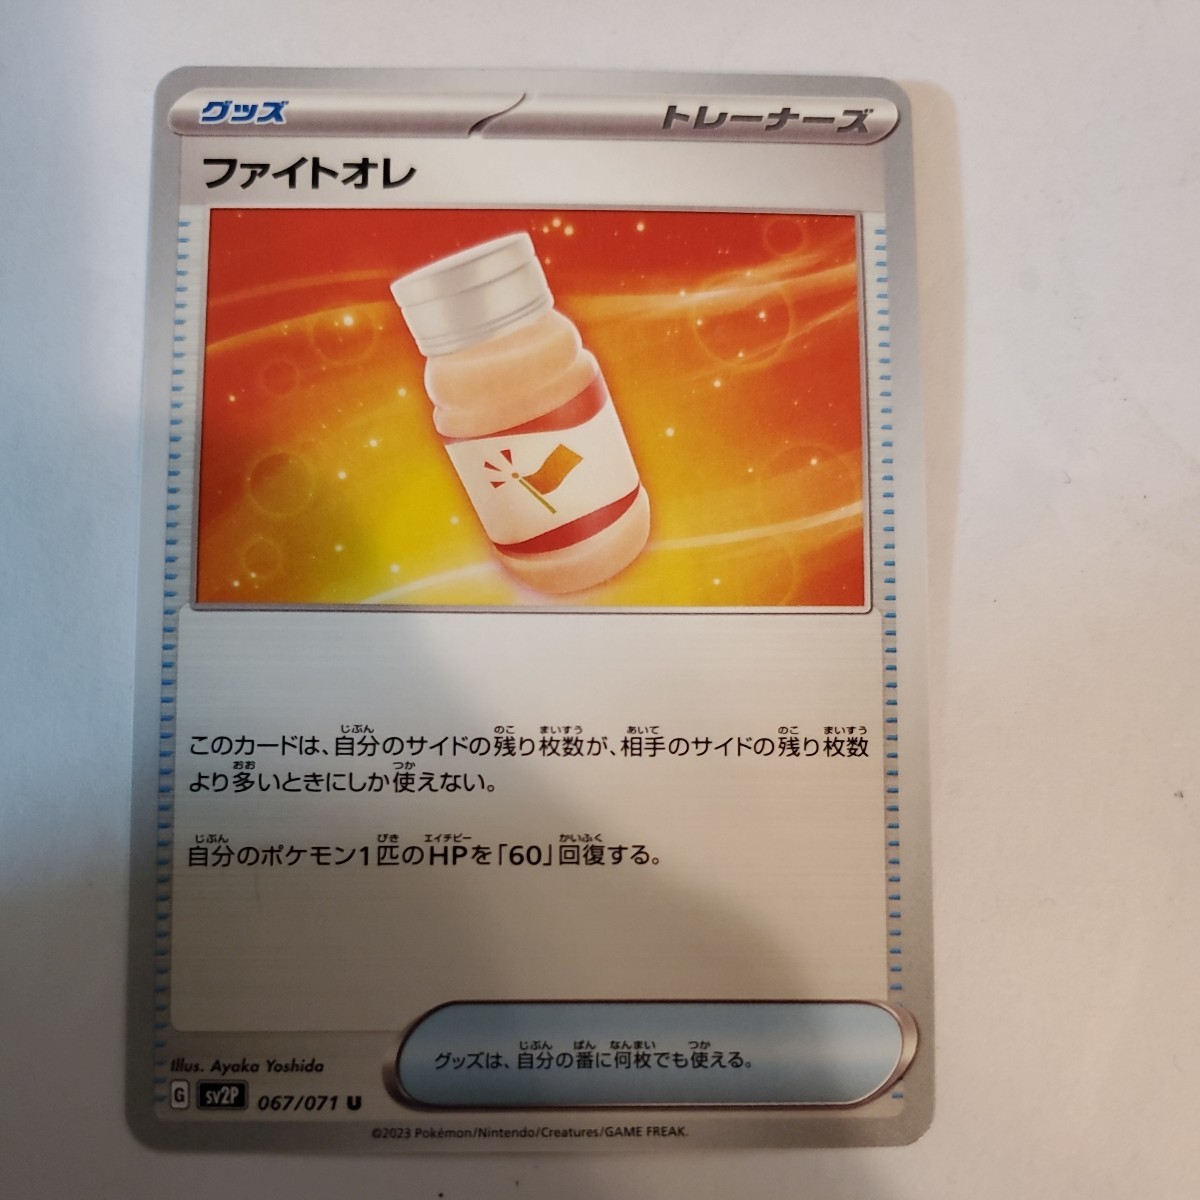 グッズ
トレーナーズ
ファイトオレ
このカードは、自分のサイドの残り枚数が、相手のサイドの残り枚数
より多いときにしか使えない。
自分のポケモン1匹のHPを「60」回復する。
グッズは、自分の番に何枚でも使える。
Illus. Ayaka Yoshida
G SV2P 067/071 U
©2023 Pokémon/Nintendo/Creatures/GAME FREAK.